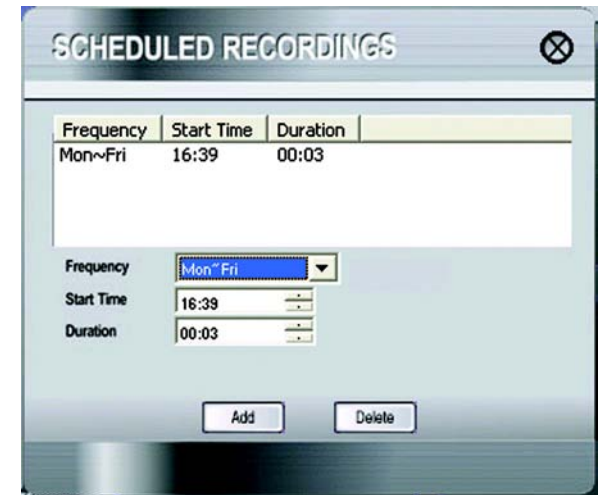 SCHEDULED RECORDINGS
Frequency Start Time Duration
Mon~Fri 16:39 00:03
Frequency Mon~Fri
Start Time 16:39
Duration 00:03
Add Delete